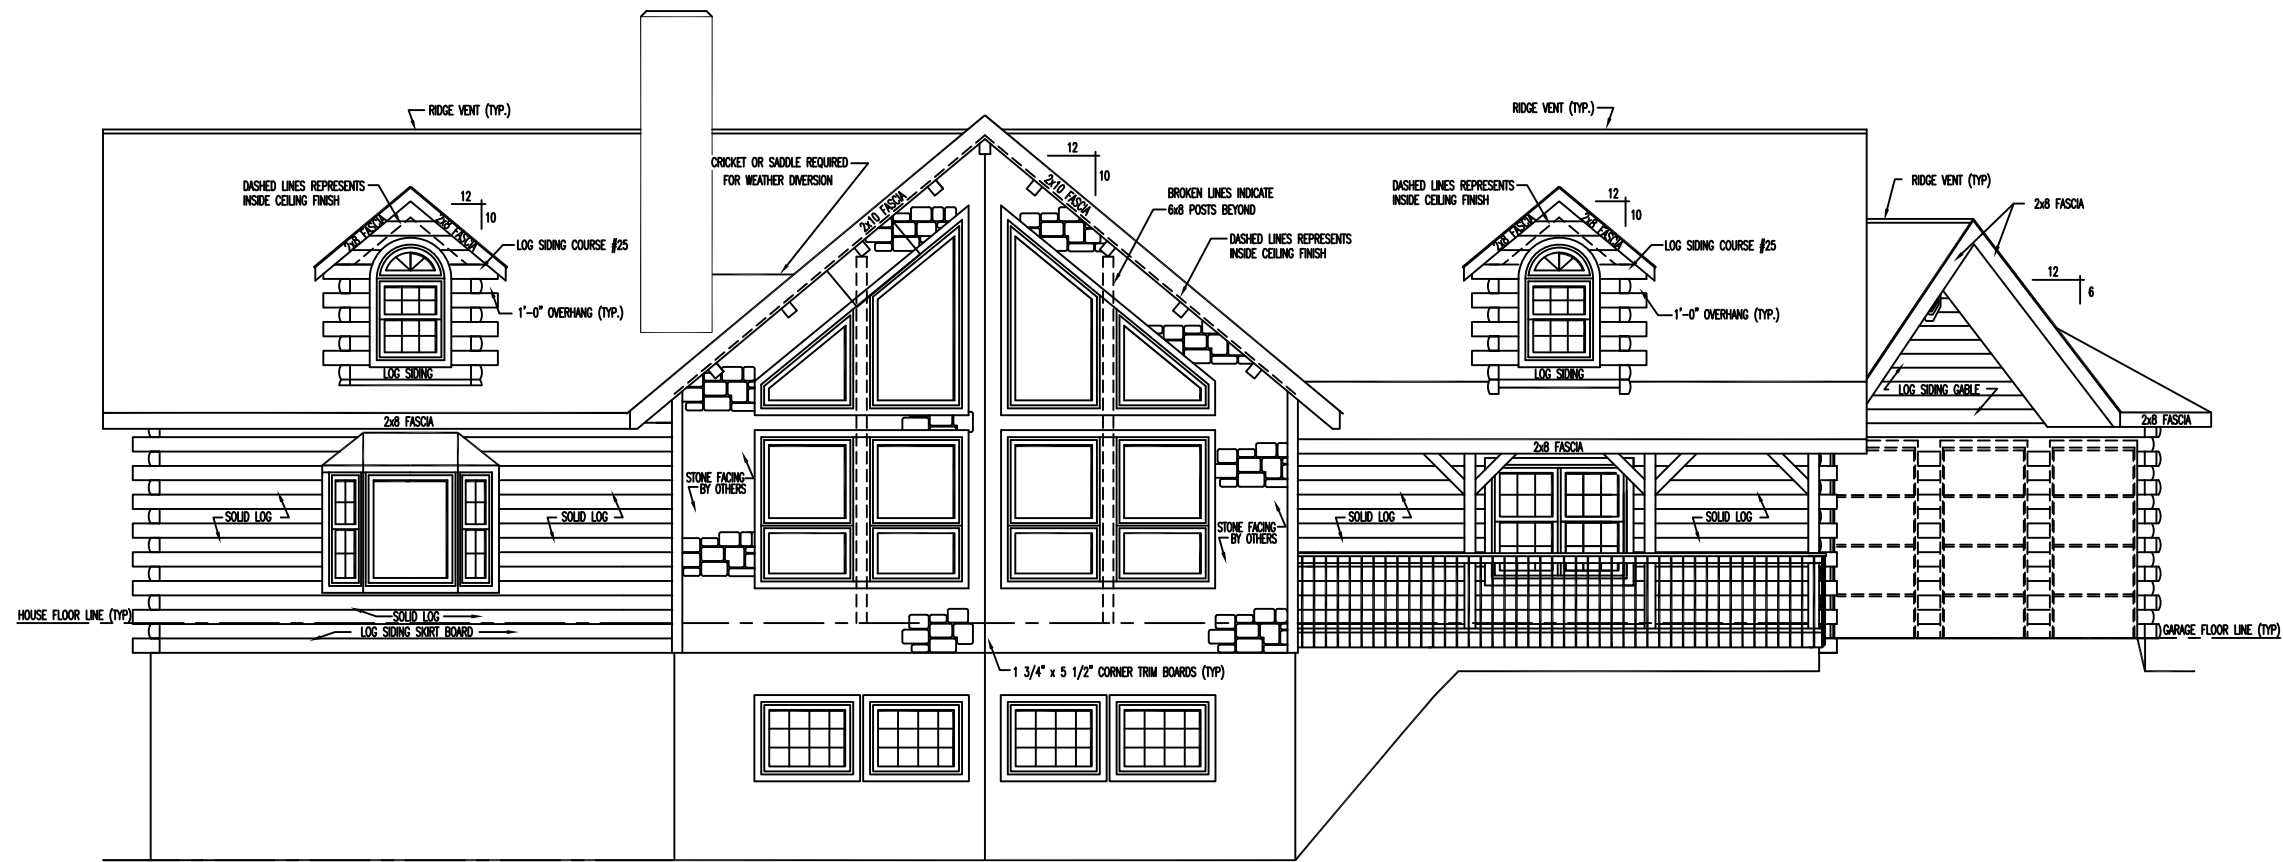 RIDGE VENT (TYP.)
RIDGE VENT (TYP.)
CRICKET OR SADDLE REQUIRED
FOR WEATHER DIVERSION
12
10
2x10 FASCIA
2x10 FASCIA
DASHED LINES REPRESENTS
INSIDE CEILING FINISH
12
10
2x8 FASCIA
2x8 FASCIA
LOG SIDING COURSE #25
1'-0" OVERHANG (TYP.)
LOG SIDING
BROKEN LINES INDICATE
6x8 POSTS BEYOND
DASHED LINES REPRESENTS
INSIDE CEILING FINISH
DASHED LINES REPRESENTS
INSIDE CEILING FINISH
12
10
2x8 FASCIA
2x8 FASCIA
LOG SIDING COURSE #25
1'-0" OVERHANG (TYP.)
LOG SIDING
RIDGE VENT (TYP)
2x8 FASCIA
12
6
LOG SIDING GABLE
2x8 FASCIA
2x8 FASCIA
2x8 FASCIA
STONE FACING
BY OTHERS
STONE FACING
BY OTHERS
SOLID LOG
SOLID LOG
SOLID LOG
SOLID LOG
HOUSE FLOOR LINE (TYP)
SOLID LOG
LOG SIDING SKIRT BOARD
GARAGE FLOOR LINE (TYP)
1 3/4" x 5 1/2" CORNER TRIM BOARDS (TYP)